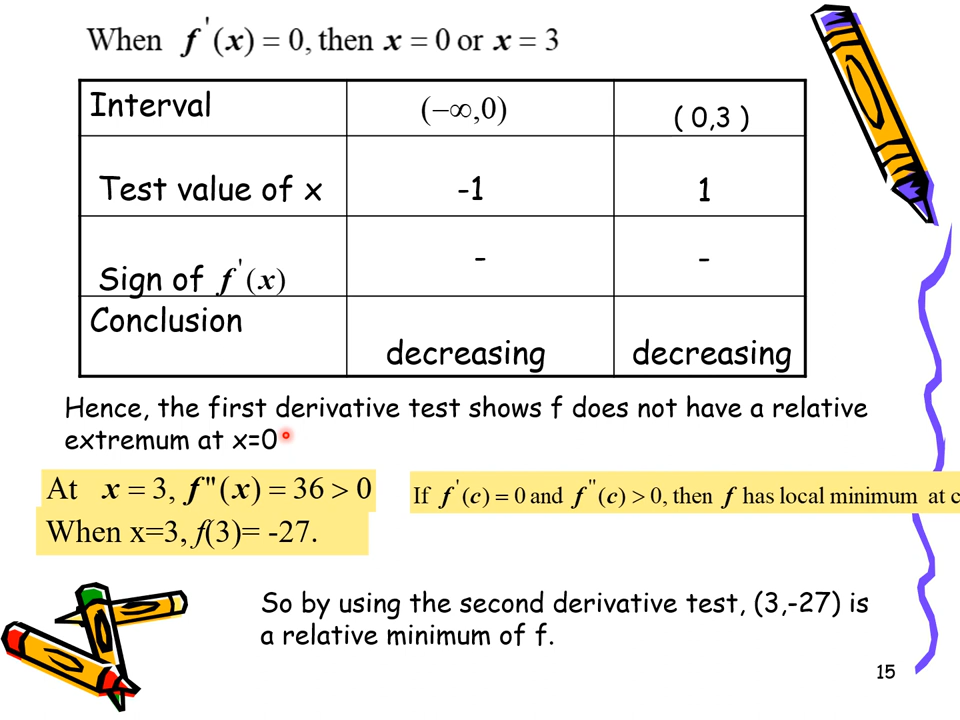 When f'(x) = 0, then x = 0 or x = 3
Interval (−∞,0) ( 0,3 )
Test value of x -1 1
Sign of f'(x) - -
Conclusion decreasing decreasing
Hence, the first derivative test shows f does not have a relative
extremum at x=0
At x = 3, f"(x) = 36 > 0
When x=3, f(3)= -27.
If f'(c) = 0 and f"(c) > 0, then f has local minimum at c
So by using the second derivative test, (3,-27) is
a relative minimum of f.
15